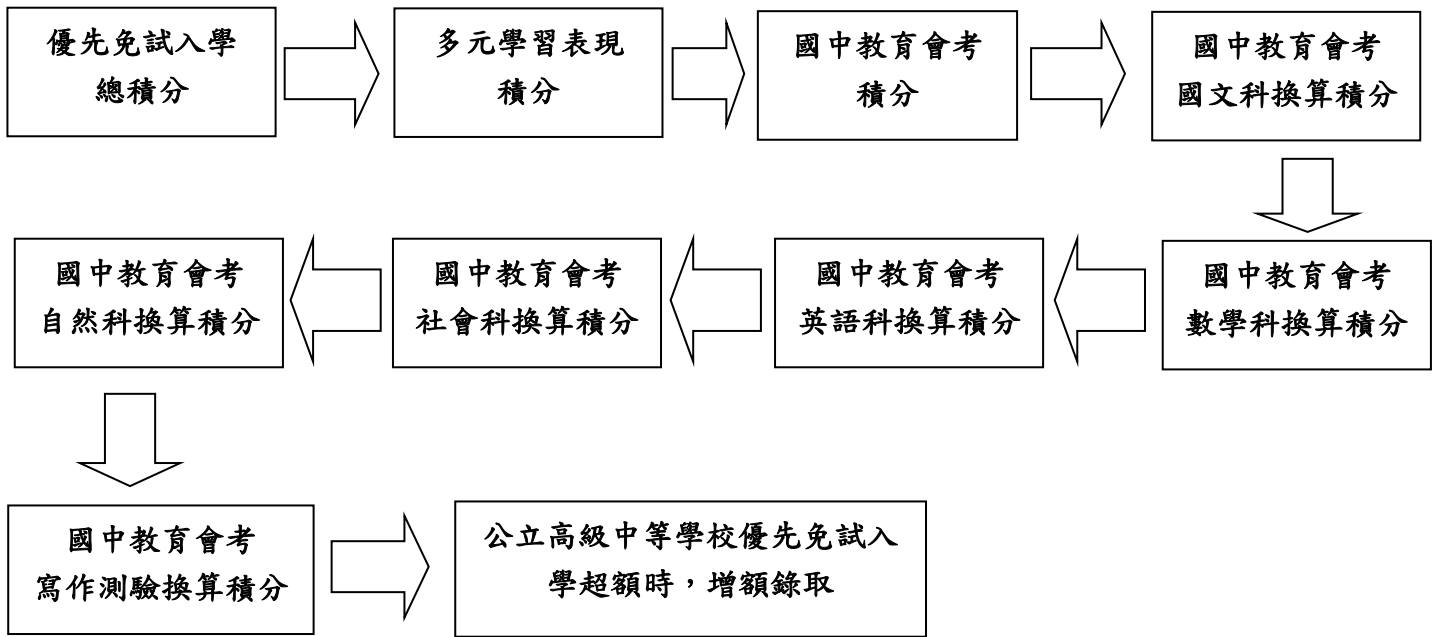 優先免試入學
總積分
多元學習表現
積分
國中教育會考
積分
國中教育會考
國文科換算積分
國中教育會考
數學科換算積分
國中教育會考
英語科換算積分
國中教育會考
社會科換算積分
國中教育會考
自然科換算積分
國中教育會考
寫作測驗換算積分
公立高級中等學校優先免試入
學超額時，增額錄取